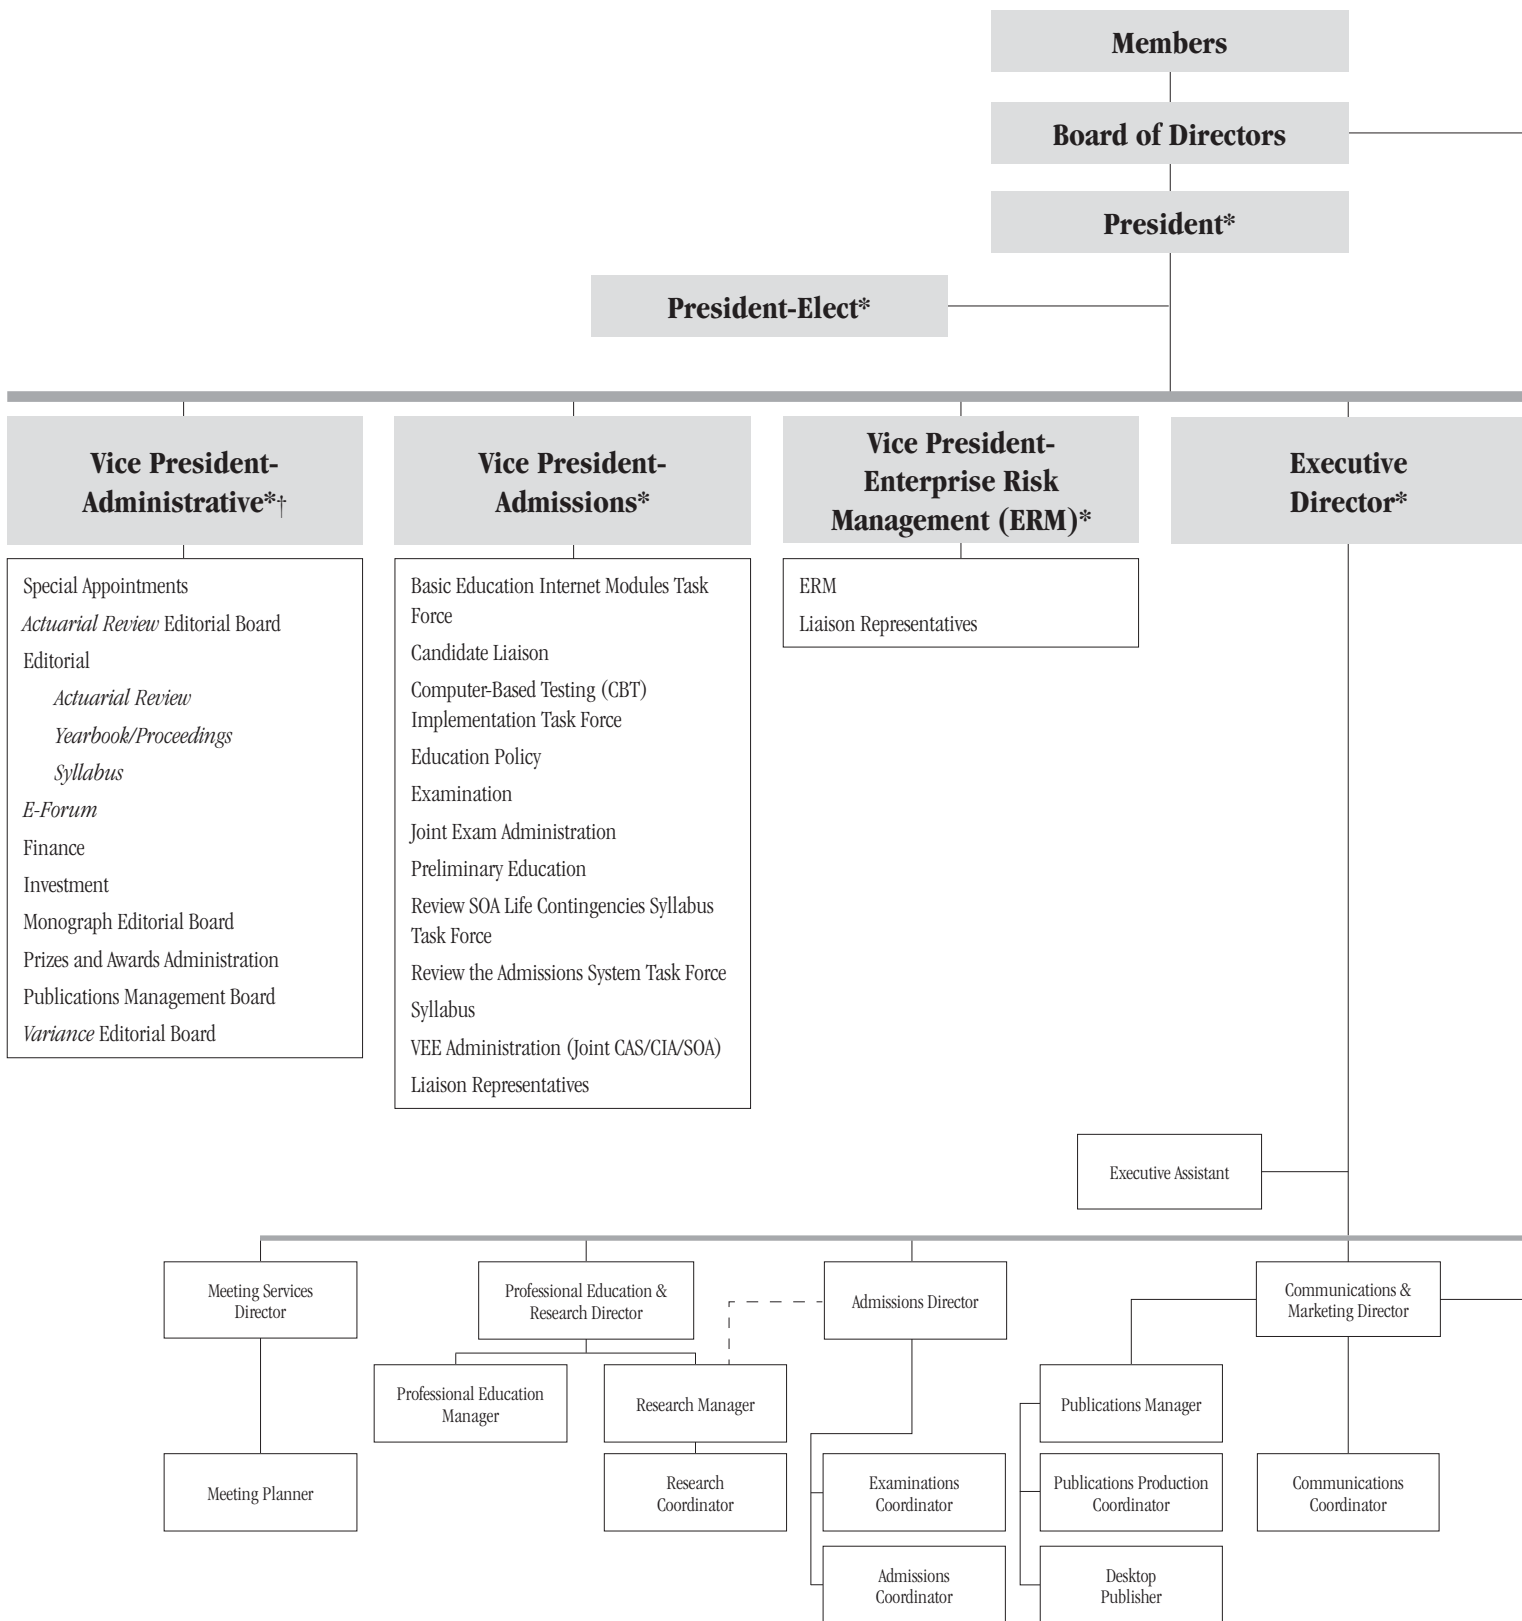 Members
Board of Directors
President*
President-Elect*
Vice President-
Administrative*†
Vice President-
Admissions*
Vice President-
Enterprise Risk
Management (ERM)*
Executive
Director*
Special Appointments
Actuarial Review Editorial Board
Editorial
Actuarial Review
Yearbook/Proceedings
Syllabus
E-Forum
Finance
Investment
Monograph Editorial Board
Prizes and Awards Administration
Publications Management Board
Variance Editorial Board
Basic Education Internet Modules Task
Force
Candidate Liaison
Computer-Based Testing (CBT)
Implementation Task Force
Education Policy
Examination
Joint Exam Administration
Preliminary Education
Review SOA Life Contingencies Syllabus
Task Force
Review the Admissions System Task Force
Syllabus
VEE Administration (Joint CAS/CIA/SOA)
Liaison Representatives
ERM
Liaison Representatives
Executive Assistant
Meeting Services
Director
Professional Education &
Research Director
Admissions Director
Communications &
Marketing Director
Professional Education
Manager
Research Manager
Publications Manager
Meeting Planner
Research
Coordinator
Examinations
Coordinator
Publications Production
Coordinator
Communications
Coordinator
Admissions
Coordinator
Desktop
Publisher